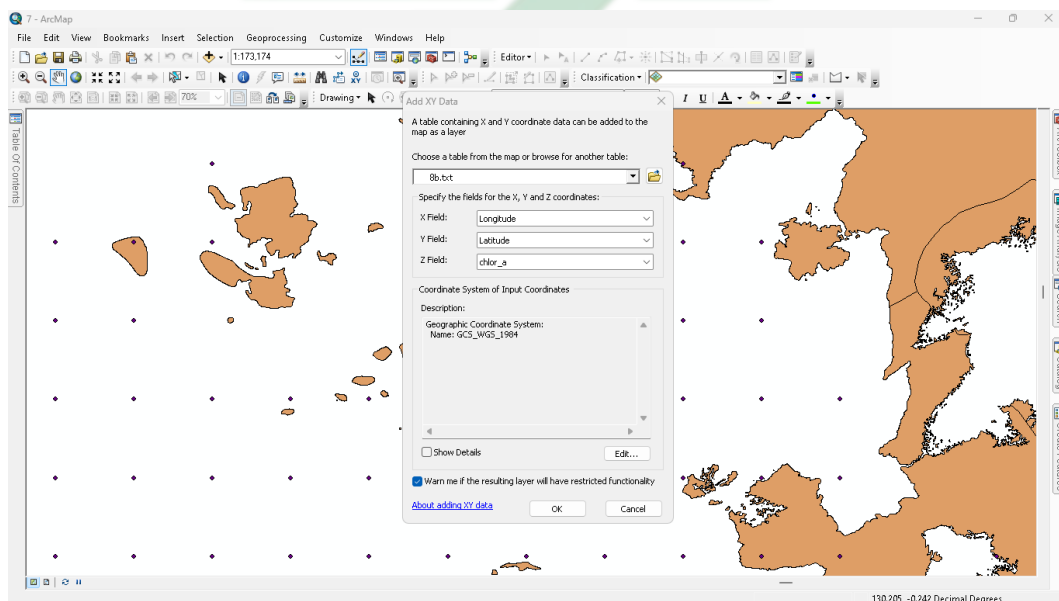 7 - ArcMap
File Edit View Bookmarks Insert Selection Geoprocessing Customize Windows Help
1:173,174
Editor
Classification
70%
Drawing
I U A
Table Of Contents
Add XY Data
A table containing X and Y coordinate data can be added to the
map as a layer
Choose a table from the map or browse for another table:
8b.txt
Specify the fields for the X, Y and Z coordinates:
X Field: Longitude
Y Field: Latitude
Z Field: chlor_a
Coordinate System of Input Coordinates
Description:
Geographic Coordinate System:
Name: GCS_WGS_1984
Show Details
Edit...
Warn me if the resulting layer will have restricted functionality
About adding XY data
OK
Cancel
130.205 -0.242 Decimal Degrees